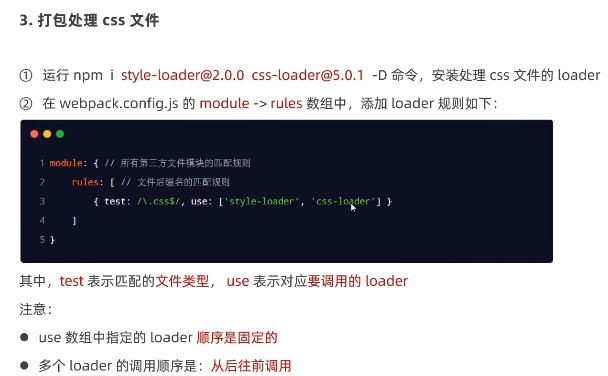 3. 打包处理 css 文件
① 运行 npm i style-loader@2.0.0 css-loader@5.0.1 -D 命令，安装处理 css 文件的 loader
② 在 webpack.config.js 的 module -> rules 数组中，添加 loader 规则如下：
1 module: { // 所有第三方文件模块的匹配规则
2 rules: [ // 文件后缀名的匹配规则
3 { test: /\.css$/, use: ['style-loader', 'css-loader'] }
4 ]
5 }
其中，test 表示匹配的文件类型， use 表示对应要调用的 loader
注意：
● use 数组中指定的 loader 顺序是固定的
● 多个 loader 的调用顺序是：从后往前调用